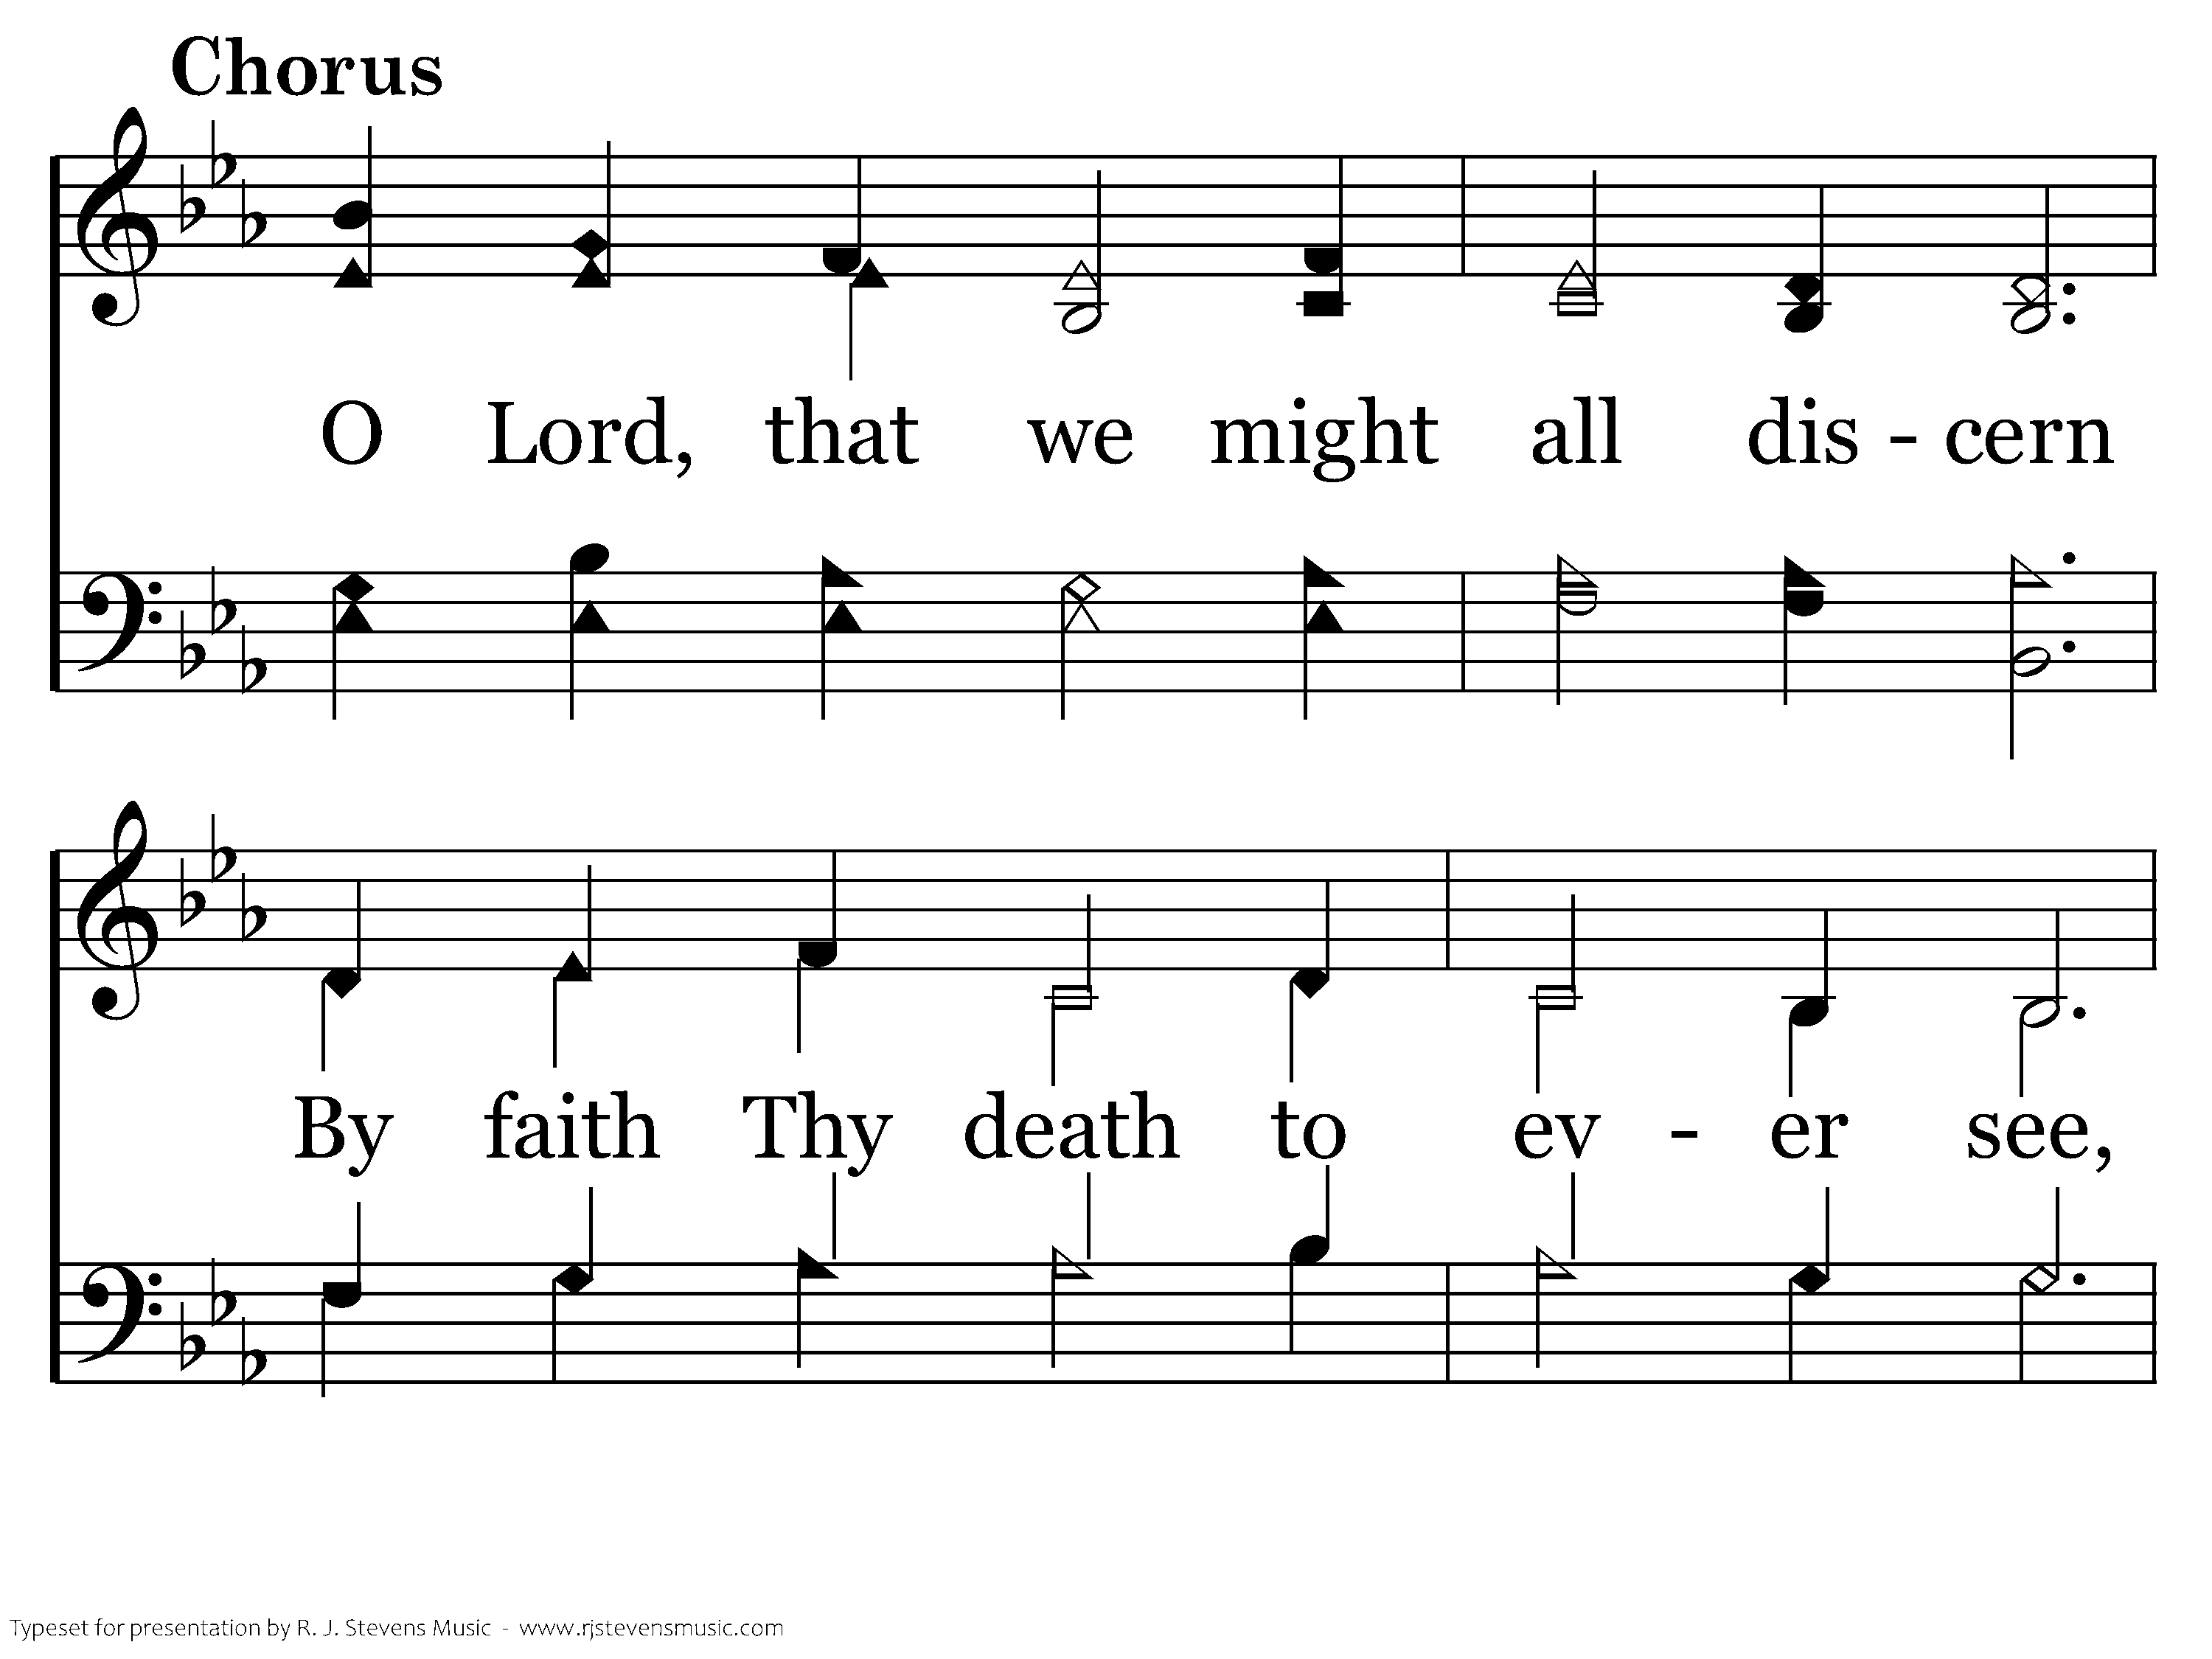 Chorus
O Lord, that we might all dis - cern
By faith Thy death to ev - er see,
Typeset for presentation by R. J. Stevens Music - www.rjstevensmusic.com